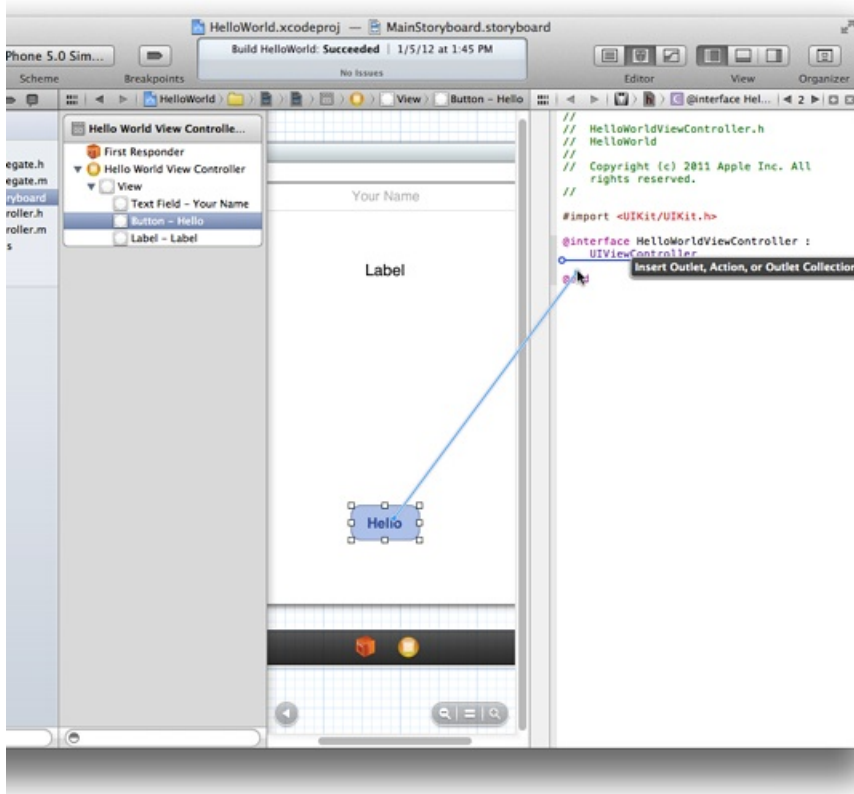 HelloWorld.xcodeproj — MainStoryboard.storyboard
Phone 5.0 Sim...
Build HelloWorld: Succeeded | 1/5/12 at 1:45 PM
No Issues
Scheme
Breakpoints
Editor
View
Organizer
HelloWorld
View
Button - Hello
@interface Hel...
2
egate.h
egate.m
ryboard
roller.h
roller.m
s
Hello World View Controlle...
First Responder
Hello World View Controller
View
Text Field - Your Name
Button - Hello
Label - Label
Your Name
Label
Hello
//
// HelloWorldViewController.h
// HelloWorld
//
// Copyright (c) 2011 Apple Inc. All
rights reserved.
//
#import <UIKit/UIKit.h>
@interface HelloWorldViewController :
UIViewController
Insert Outlet, Action, or Outlet Collection